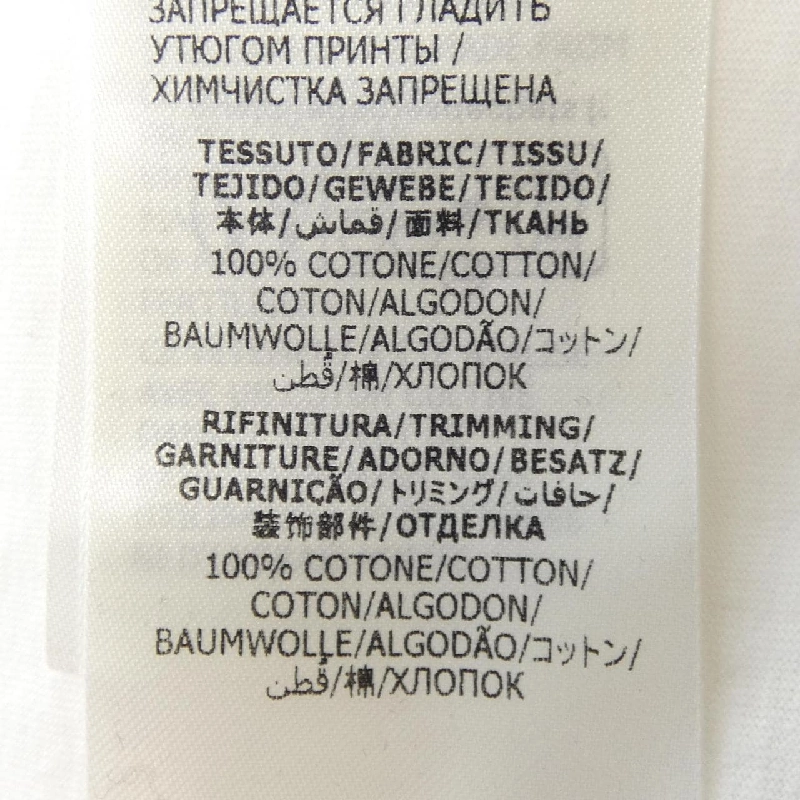 ЗАПРЕЩАЕТСЯ ГЛАДИТЬ
УТЮГОМ ПРИНТЫ /
ХИМЧИСТКА ЗАПРЕЩЕНА
TESSUTO/FABRIC/TISSU/
TEJIDO/GEWEBE/TECIDO/
本体/قماش/面料/ТКАНЬ
100% COTONE/COTTON/
COTON/ALGODON/
BAUMWOLLE/ALGODÃO/コットン/
قُطن/棉/ХЛОПОК
RIFINITURA/TRIMMING/
GARNITURE/ADORNO/BESATZ/
GUARNIÇÃO/トリミング/حافات/
装饰部件/ОТДЕЛКА
100% COTONE/COTTON/
COTON/ALGODON/
BAUMWOLLE/ALGODÃO/コットン/
قُطن/棉/ХЛОПОК